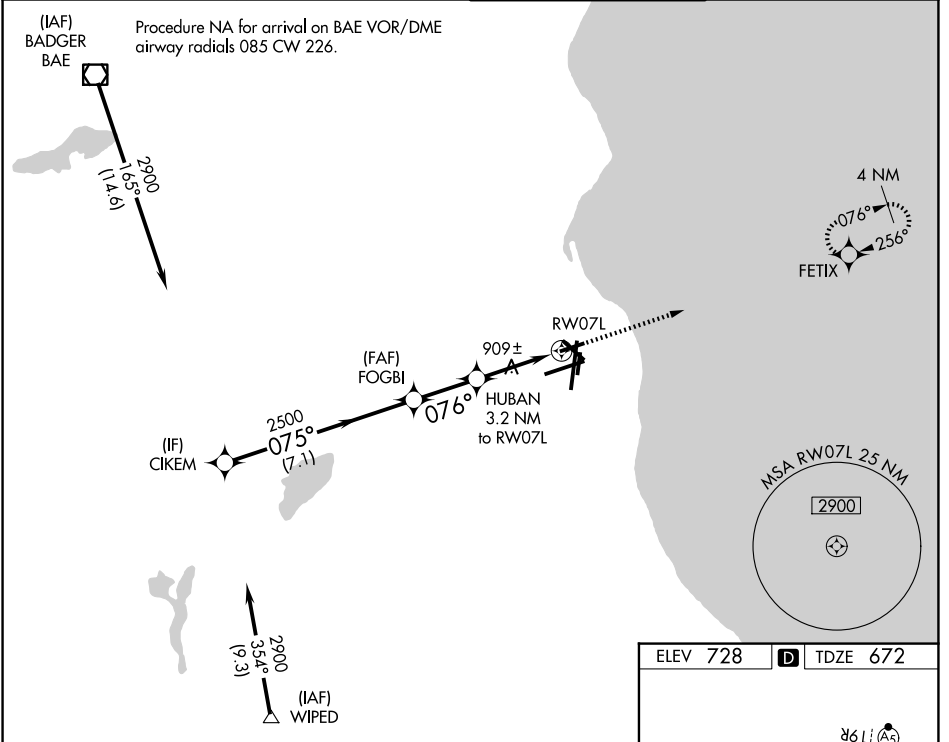 (IAF)
BADGER
BAE
Procedure NA for arrival on BAE VOR/DME
airway radials 085 CW 226.
2900
165°
(14.6)
4 NM
076°
256°
FETIX
RW07L
909±
(FAF)
FOGBI
HUBAN
3.2 NM
to RW07L
076°
2500
075°
(7.1)
(IF)
CIKEM
MSA RW07L 25 NM
2900
2900
354°
(9.3)
(IAF)
WIPED
ELEV 728 D TDZE 672
19R
A5